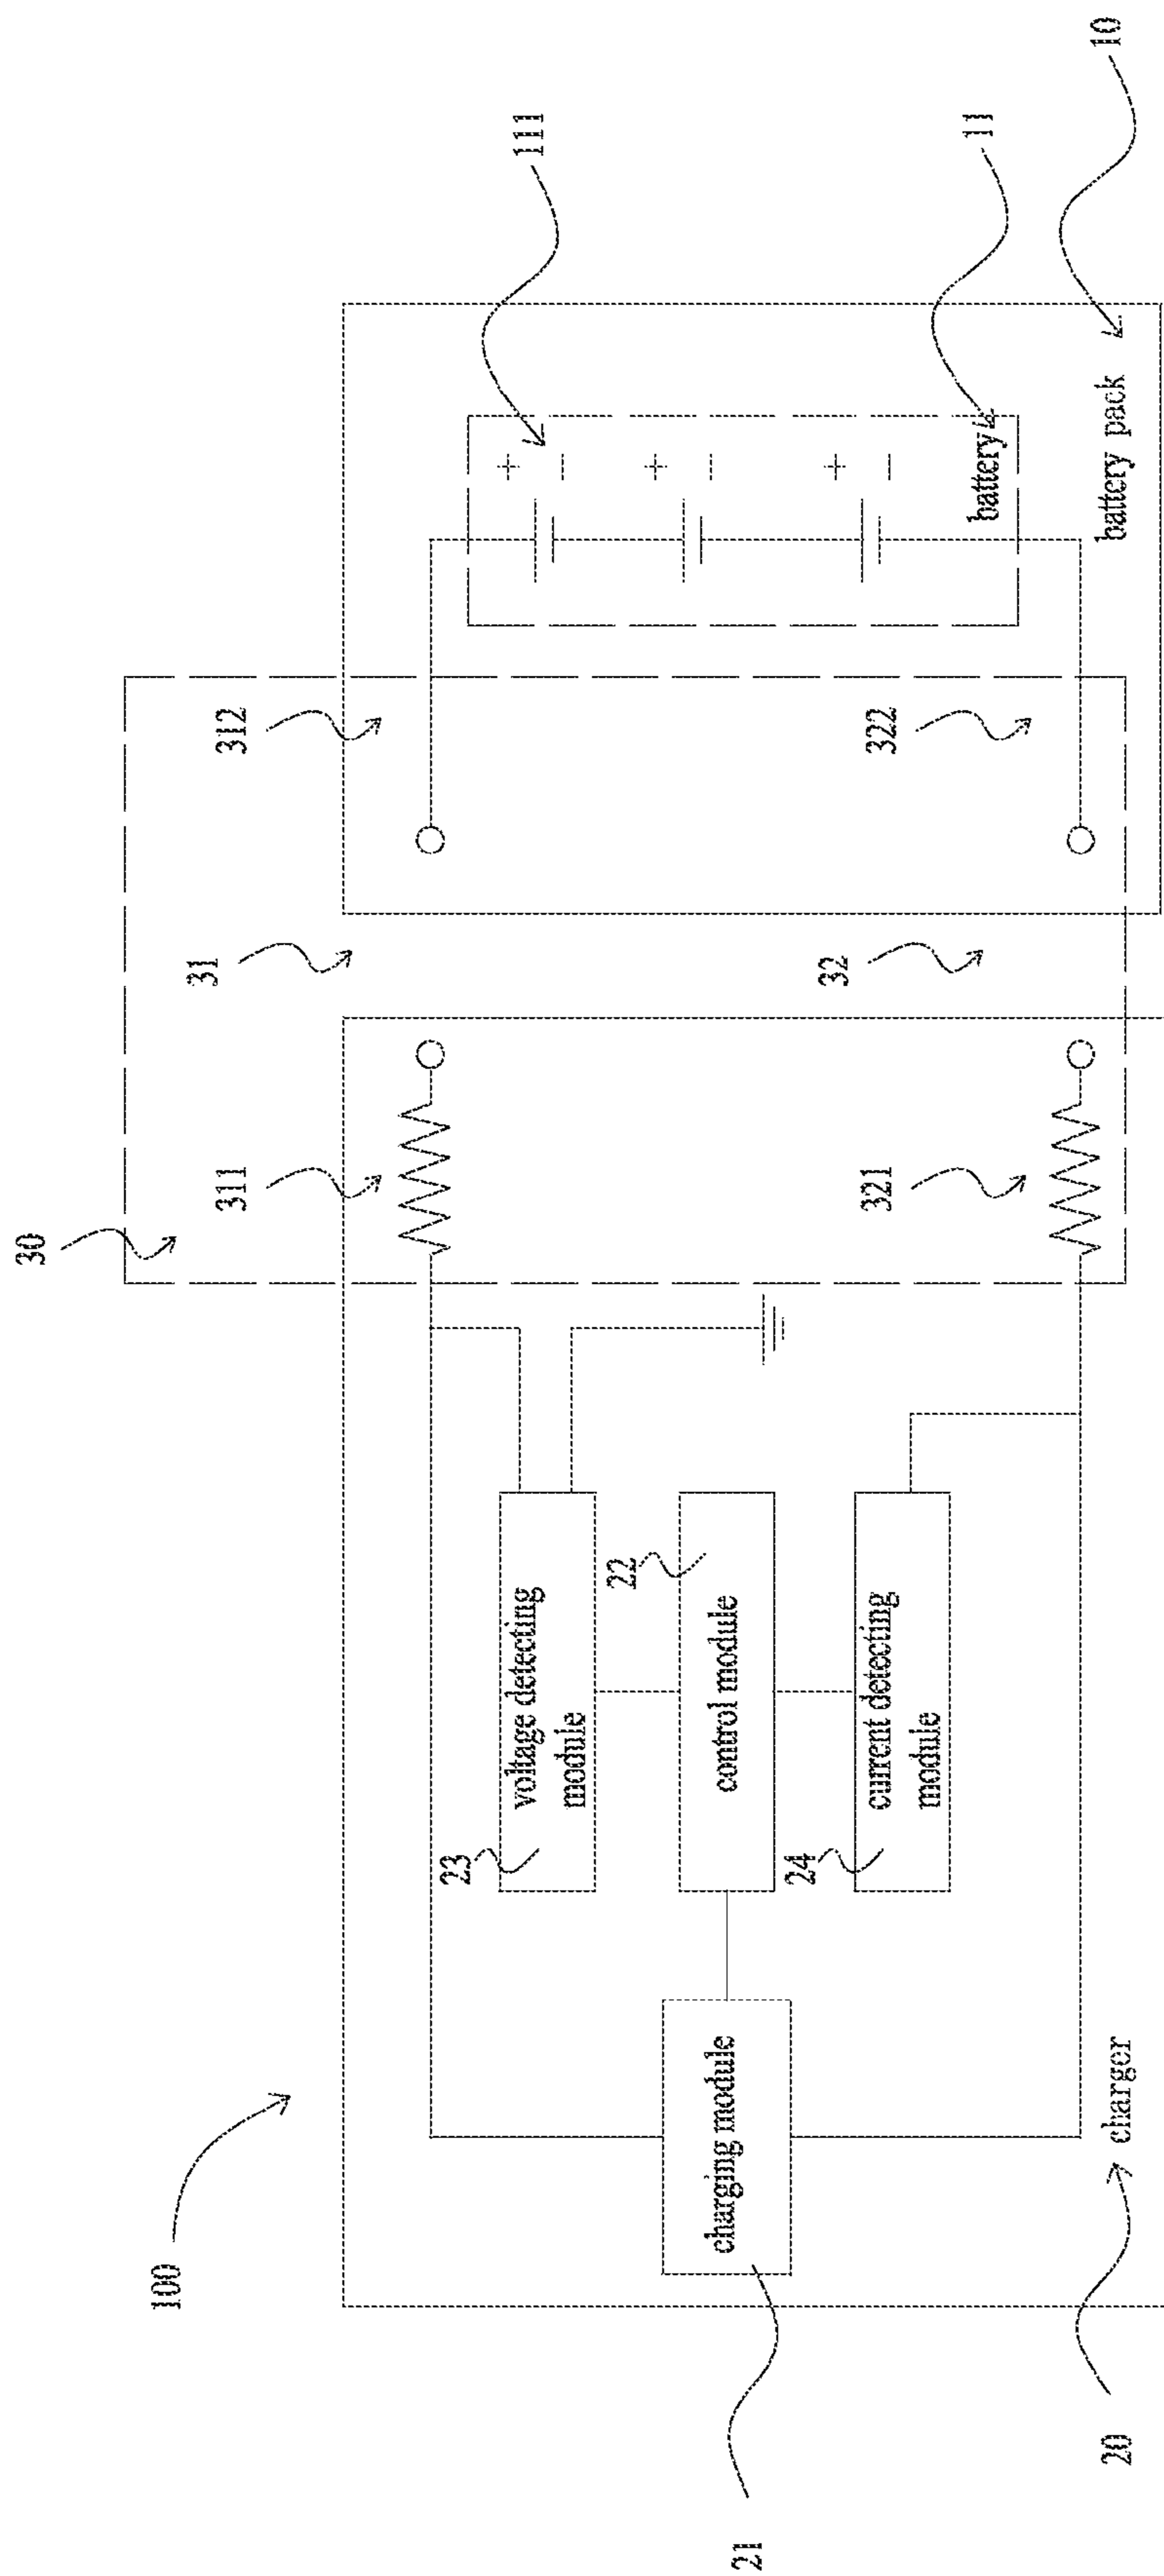 100
30
31
311
312
111
23
voltage detecting
module
22
control module
21
charging module
24
current detecting
module
32
321
322
battery
11
battery pack
10
20
charger